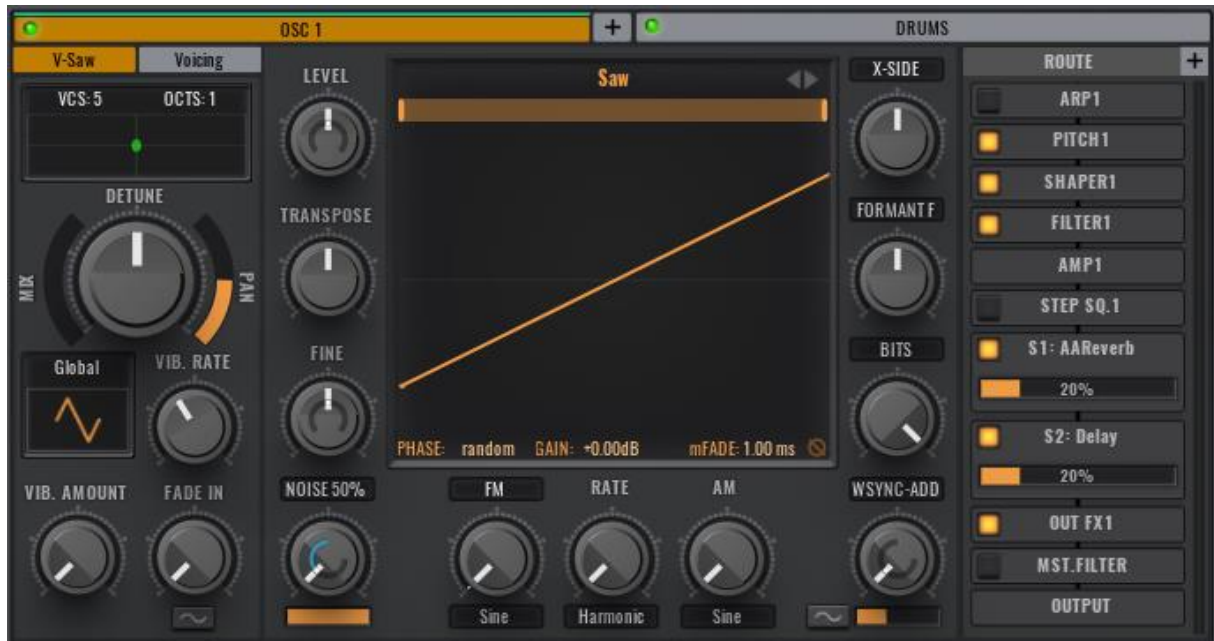 OSC 1
+
DRUMS
V-Saw
Voicing
VCS: 5 OCTS: 1
DETUNE
MIX
PAN
Global
VIB. RATE
VIB. AMOUNT
FADE IN
LEVEL
TRANSPOSE
FINE
NOISE 50%
Saw
PHASE: random GAIN: +0.00dB mFADE: 1.00 ms
FM
RATE
AM
Sine
Harmonic
Sine
X-SIDE
FORMANT F
BITS
WSYNC-ADD
ROUTE
+
ARP1
PITCH1
SHAPER1
FILTER1
AMP1
STEP SQ.1
S1: AAReverb
20%
S2: Delay
20%
OUT FX1
MST.FILTER
OUTPUT